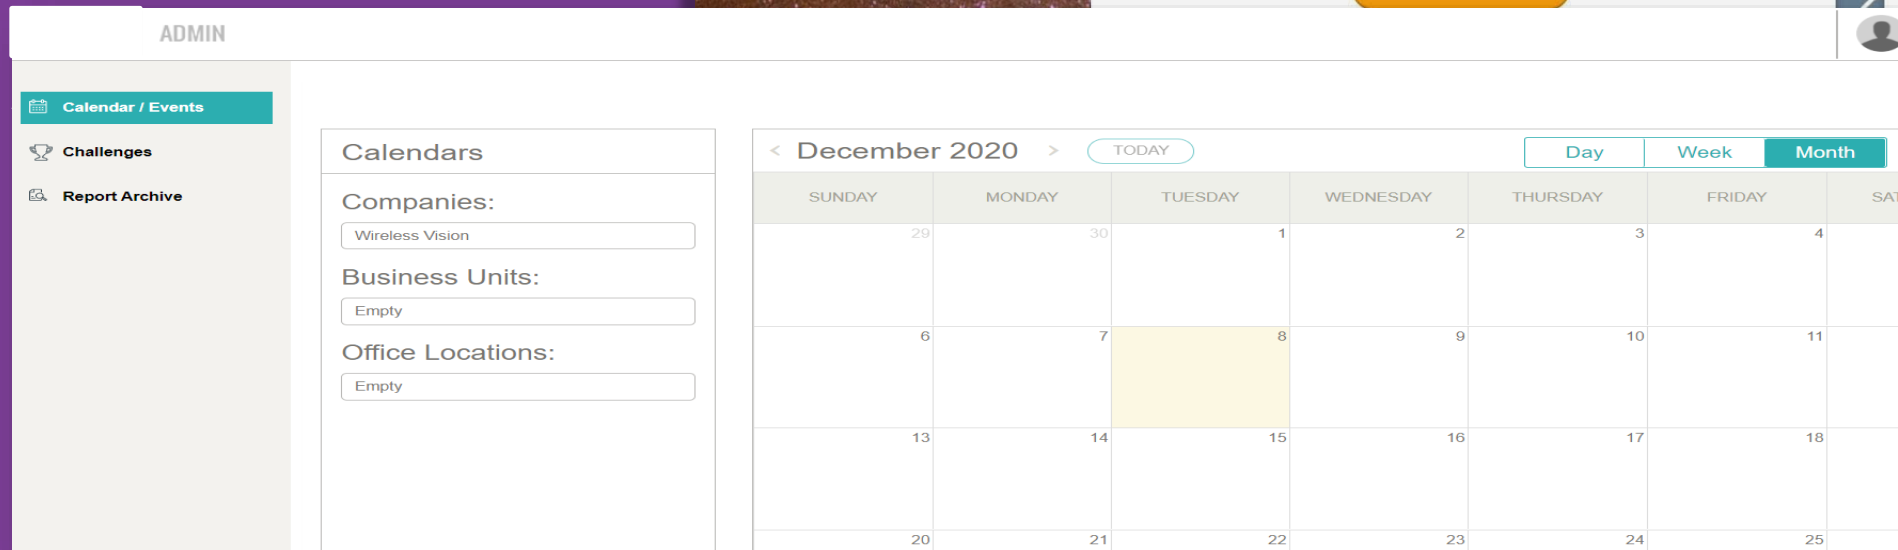 ADMIN
Calendar / Events
Challenges
Report Archive
Calendars
Companies:
Wireless Vision
Business Units:
Empty
Office Locations:
Empty
< December 2020 > TODAY
Day Week Month
SUNDAY MONDAY TUESDAY WEDNESDAY THURSDAY FRIDAY SAT
29 30 1 2 3 4
6 7 8 9 10 11
13 14 15 16 17 18
20 21 22 23 24 25